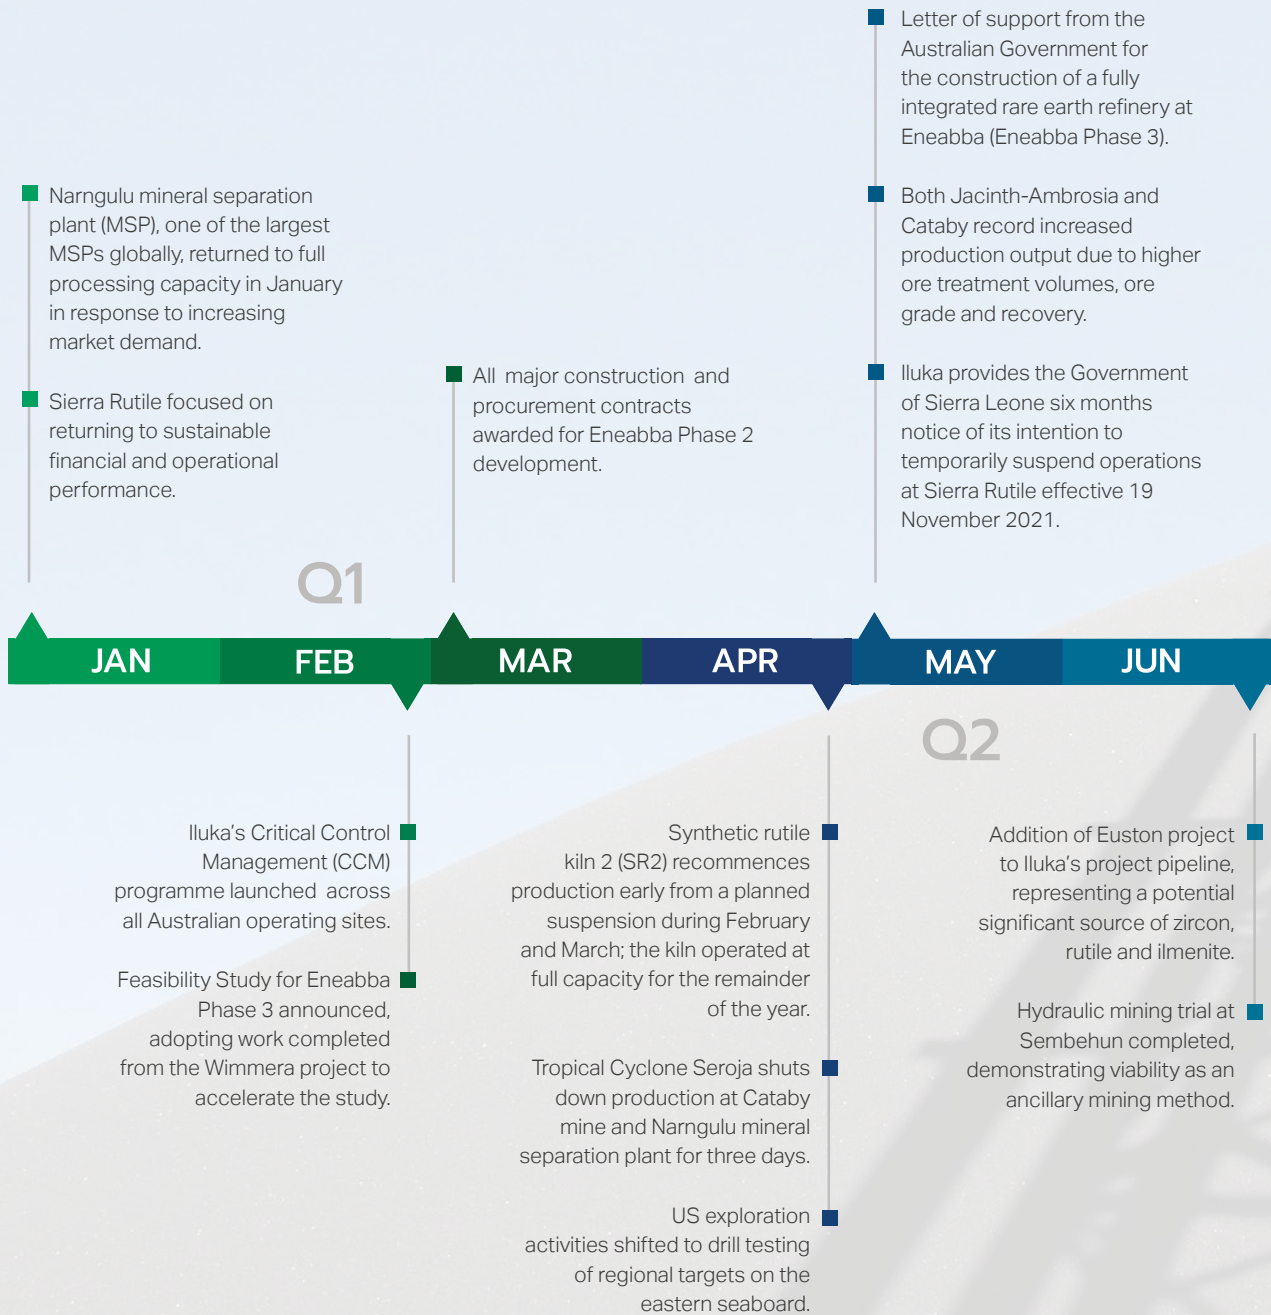 Narngulu mineral separation
plant (MSP), one of the largest
MSPs globally, returned to full
processing capacity in January
in response to increasing
market demand.
Sierra Rutile focused on
returning to sustainable
financial and operational
performance.
All major construction and
procurement contracts
awarded for Eneabba Phase 2
development.
Letter of support from the
Australian Government for
the construction of a fully
integrated rare earth refinery at
Eneabba (Eneabba Phase 3).
Both Jacinth-Ambrosia and
Cataby record increased
production output due to higher
ore treatment volumes, ore
grade and recovery.
Iluka provides the Government
of Sierra Leone six months
notice of its intention to
temporarily suspend operations
at Sierra Rutile effective 19
November 2021.
Q1
JAN
FEB
MAR
APR
MAY
JUN
Q2
Iluka’s Critical Control
Management (CCM)
programme launched across
all Australian operating sites.
Feasibility Study for Eneabba
Phase 3 announced,
adopting work completed
from the Wimmera project to
accelerate the study.
Synthetic rutile
kiln 2 (SR2) recommences
production early from a planned
suspension during February
and March; the kiln operated at
full capacity for the remainder
of the year.
Tropical Cyclone Seroja shuts
down production at Cataby
mine and Narngulu mineral
separation plant for three days.
US exploration
activities shifted to drill testing
of regional targets on the
eastern seaboard.
Addition of Euston project
to Iluka’s project pipeline,
representing a potential
significant source of zircon,
rutile and ilmenite.
Hydraulic mining trial at
Sembehun completed,
demonstrating viability as an
ancillary mining method.